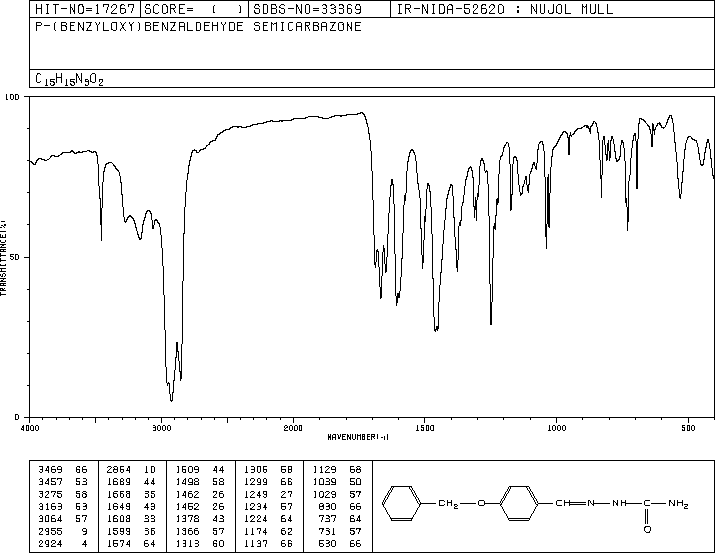 HIT-NO=17267 SCORE= ( ) SDBS-NO=33369 IR-NIDA-52620 : NUJOL MULL
P-(BENZYLOXY)BENZALDEHYDE SEMICARBAZONE
C15H15N3O2
100
50
0
TRANSMITTANCE(%)
4000 3000 2000 1500 1000 500
WAVENUMBER(-1)
3469 66 2854 10 1509 44 1306 58 1129 68
3457 53 1689 44 1498 58 1299 66 1039 50
3275 58 1668 35 1462 26 1249 27 1029 57
3163 53 1649 43 1452 26 1234 57 830 66
3064 57 1608 33 1378 43 1224 64 737 64
2955 9 1599 36 1366 57 1174 62 731 57
2924 4 1574 64 1313 60 1137 66 530 66
CH2 O CH N NH C NH2
O